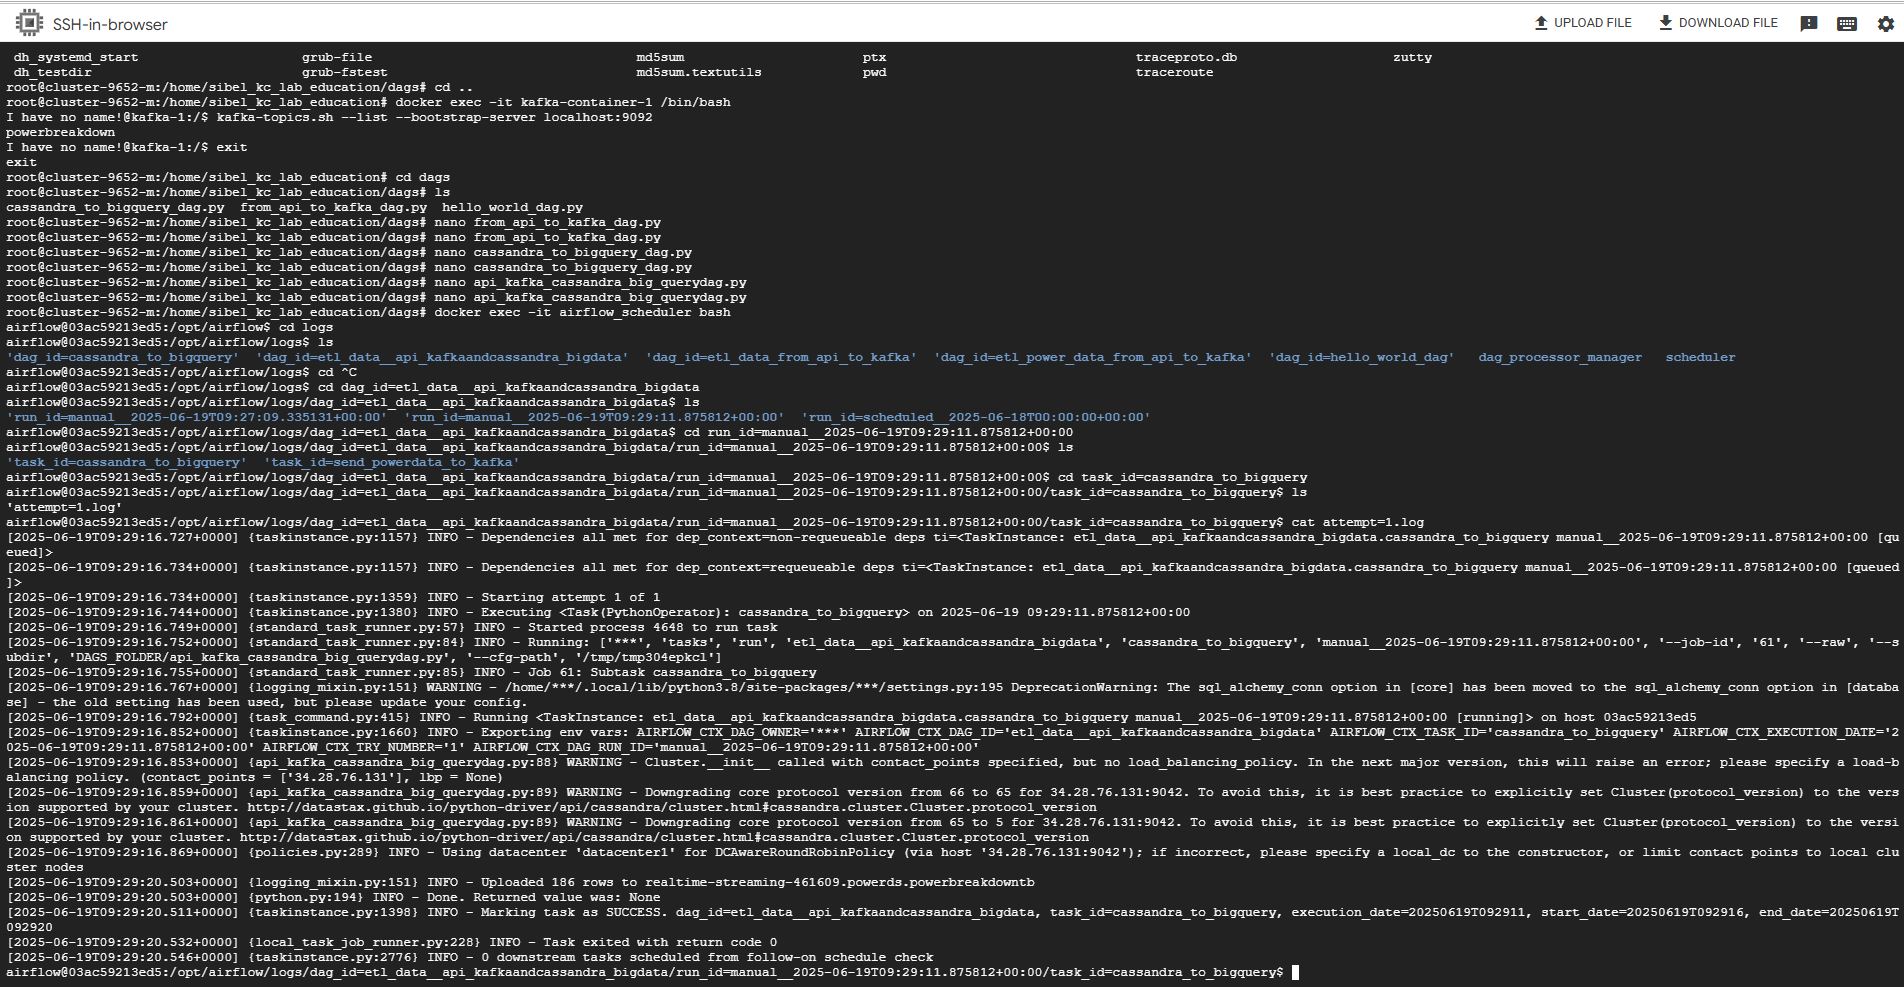 SSH-in-browser UPLOAD FILE DOWNLOAD FILE
dh_systemd_start grub-file md5sum ptx traceproto.db zutty
dh_testdir grub-fstest md5sum.textutils pwd traceroute
root@cluster-9652-m:/home/sibel_kc_lab_education/dags# cd ..
root@cluster-9652-m:/home/sibel_kc_lab_education# docker exec -it kafka-container-1 /bin/bash
I have no name!@kafka-1:/$ kafka-topics.sh --list --bootstrap-server localhost:9092
powerbreakdown
I have no name!@kafka-1:/$ exit
exit
root@cluster-9652-m:/home/sibel_kc_lab_education# cd dags
root@cluster-9652-m:/home/sibel_kc_lab_education/dags# ls
cassandra_to_bigquery_dag.py from_api_to_kafka_dag.py hello_world_dag.py
root@cluster-9652-m:/home/sibel_kc_lab_education/dags# nano from_api_to_kafka_dag.py
root@cluster-9652-m:/home/sibel_kc_lab_education/dags# nano from_api_to_kafka_dag.py
root@cluster-9652-m:/home/sibel_kc_lab_education/dags# nano cassandra_to_bigquery_dag.py
root@cluster-9652-m:/home/sibel_kc_lab_education/dags# nano cassandra_to_bigquery_dag.py
root@cluster-9652-m:/home/sibel_kc_lab_education/dags# nano api_kafka_cassandra_big_querydag.py
root@cluster-9652-m:/home/sibel_kc_lab_education/dags# nano api_kafka_cassandra_big_querydag.py
root@cluster-9652-m:/home/sibel_kc_lab_education/dags# docker exec -it airflow_scheduler bash
airflow@03ac59213ed5:/opt/airflow$ cd logs
airflow@03ac59213ed5:/opt/airflow/logs$ ls
'dag_id=cassandra_to_bigquery' 'dag_id=etl_data__api_kafkaandcassandra_bigdata' 'dag_id=etl_data_from_api_to_kafka' 'dag_id=etl_power_data_from_api_to_kafka' 'dag_id=hello_world_dag' dag_processor_manager scheduler
airflow@03ac59213ed5:/opt/airflow/logs$ cd ^C
airflow@03ac59213ed5:/opt/airflow/logs$ cd dag_id=etl_data__api_kafkaandcassandra_bigdata
airflow@03ac59213ed5:/opt/airflow/logs/dag_id=etl_data__api_kafkaandcassandra_bigdata$ ls
'run_id=manual__2025-06-19T09:27:09.335131+00:00' 'run_id=manual__2025-06-19T09:29:11.875812+00:00' 'run_id=scheduled__2025-06-18T00:00:00+00:00'
airflow@03ac59213ed5:/opt/airflow/logs/dag_id=etl_data__api_kafkaandcassandra_bigdata$ cd run_id=manual__2025-06-19T09:29:11.875812+00:00
airflow@03ac59213ed5:/opt/airflow/logs/dag_id=etl_data__api_kafkaandcassandra_bigdata/run_id=manual__2025-06-19T09:29:11.875812+00:00$ ls
'task_id=cassandra_to_bigquery' 'task_id=send_powerdata_to_kafka'
airflow@03ac59213ed5:/opt/airflow/logs/dag_id=etl_data__api_kafkaandcassandra_bigdata/run_id=manual__2025-06-19T09:29:11.875812+00:00$ cd task_id=cassandra_to_bigquery
airflow@03ac59213ed5:/opt/airflow/logs/dag_id=etl_data__api_kafkaandcassandra_bigdata/run_id=manual__2025-06-19T09:29:11.875812+00:00/task_id=cassandra_to_bigquery$ ls
'attempt=1.log'
airflow@03ac59213ed5:/opt/airflow/logs/dag_id=etl_data__api_kafkaandcassandra_bigdata/run_id=manual__2025-06-19T09:29:11.875812+00:00/task_id=cassandra_to_bigquery$ cat attempt=1.log
[2025-06-19T09:29:16.727+0000] {taskinstance.py:1157} INFO - Dependencies all met for dep_context=non-requeueable deps ti=<TaskInstance: etl_data__api_kafkaandcassandra_bigdata.cassandra_to_bigquery manual__2025-06-19T09:29:11.875812+00:00 [qu
eued]>
[2025-06-19T09:29:16.734+0000] {taskinstance.py:1157} INFO - Dependencies all met for dep_context=requeueable deps ti=<TaskInstance: etl_data__api_kafkaandcassandra_bigdata.cassandra_to_bigquery manual__2025-06-19T09:29:11.875812+00:00 [queued
]>
[2025-06-19T09:29:16.734+0000] {taskinstance.py:1359} INFO - Starting attempt 1 of 1
[2025-06-19T09:29:16.744+0000] {taskinstance.py:1380} INFO - Executing <Task(PythonOperator): cassandra_to_bigquery> on 2025-06-19 09:29:11.875812+00:00
[2025-06-19T09:29:16.749+0000] {standard_task_runner.py:57} INFO - Started process 4648 to run task
[2025-06-19T09:29:16.752+0000] {standard_task_runner.py:84} INFO - Running: ['***', 'tasks', 'run', 'etl_data__api_kafkaandcassandra_bigdata', 'cassandra_to_bigquery', 'manual__2025-06-19T09:29:11.875812+00:00', '--job-id', '61', '--raw', '--s
ubdir', 'DAGS_FOLDER/api_kafka_cassandra_big_querydag.py', '--cfg-path', '/tmp/tmp304epkcl']
[2025-06-19T09:29:16.755+0000] {standard_task_runner.py:85} INFO - Job 61: Subtask cassandra_to_bigquery
[2025-06-19T09:29:16.767+0000] {logging_mixin.py:151} WARNING - /home/***/.local/lib/python3.8/site-packages/***/settings.py:195 DeprecationWarning: The sql_alchemy_conn option in [core] has been moved to the sql_alchemy_conn option in [databa
se] - the old setting has been used, but please update your config.
[2025-06-19T09:29:16.792+0000] {task_command.py:415} INFO - Running <TaskInstance: etl_data__api_kafkaandcassandra_bigdata.cassandra_to_bigquery manual__2025-06-19T09:29:11.875812+00:00 [running]> on host 03ac59213ed5
[2025-06-19T09:29:16.852+0000] {taskinstance.py:1660} INFO - Exporting env vars: AIRFLOW_CTX_DAG_OWNER='***' AIRFLOW_CTX_DAG_ID='etl_data__api_kafkaandcassandra_bigdata' AIRFLOW_CTX_TASK_ID='cassandra_to_bigquery' AIRFLOW_CTX_EXECUTION_DATE='2
025-06-19T09:29:11.875812+00:00' AIRFLOW_CTX_TRY_NUMBER='1' AIRFLOW_CTX_DAG_RUN_ID='manual__2025-06-19T09:29:11.875812+00:00'
[2025-06-19T09:29:16.853+0000] {api_kafka_cassandra_big_querydag.py:88} WARNING - Cluster.__init__ called with contact_points specified, but no load_balancing_policy. In the next major version, this will raise an error; please specify a load-b
alancing policy. (contact_points = ['34.28.76.131'], lbp = None)
[2025-06-19T09:29:16.859+0000] {api_kafka_cassandra_big_querydag.py:89} WARNING - Downgrading core protocol version from 66 to 65 for 34.28.76.131:9042. To avoid this, it is best practice to explicitly set Cluster(protocol_version) to the vers
ion supported by your cluster. http://datastax.github.io/python-driver/api/cassandra/cluster.html#cassandra.cluster.Cluster.protocol_version
[2025-06-19T09:29:16.861+0000] {api_kafka_cassandra_big_querydag.py:89} WARNING - Downgrading core protocol version from 65 to 5 for 34.28.76.131:9042. To avoid this, it is best practice to explicitly set Cluster(protocol_version) to the versi
on supported by your cluster. http://datastax.github.io/python-driver/api/cassandra/cluster.html#cassandra.cluster.Cluster.protocol_version
[2025-06-19T09:29:16.869+0000] {policies.py:289} INFO - Using datacenter 'datacenter1' for DCAwareRoundRobinPolicy (via host '34.28.76.131:9042'); if incorrect, please specify a local_dc to the constructor, or limit contact points to local clu
ster nodes
[2025-06-19T09:29:20.503+0000] {logging_mixin.py:151} INFO - Uploaded 186 rows to realtime-streaming-461609.powerds.powerbreakdowntb
[2025-06-19T09:29:20.503+0000] {python.py:194} INFO - Done. Returned value was: None
[2025-06-19T09:29:20.511+0000] {taskinstance.py:1398} INFO - Marking task as SUCCESS. dag_id=etl_data__api_kafkaandcassandra_bigdata, task_id=cassandra_to_bigquery, execution_date=20250619T092911, start_date=20250619T092916, end_date=20250619T
092920
[2025-06-19T09:29:20.532+0000] {local_task_job_runner.py:228} INFO - Task exited with return code 0
[2025-06-19T09:29:20.546+0000] {taskinstance.py:2776} INFO - 0 downstream tasks scheduled from follow-on schedule check
airflow@03ac59213ed5:/opt/airflow/logs/dag_id=etl_data__api_kafkaandcassandra_bigdata/run_id=manual__2025-06-19T09:29:11.875812+00:00/task_id=cassandra_to_bigquery$